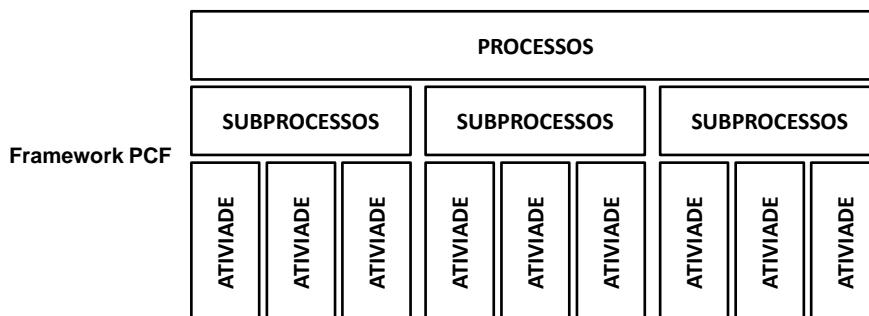 PROCESSOS
SUBPROCESSOS SUBPROCESSOS SUBPROCESSOS
Framework PCF
ATIVIADE ATIVIADE ATIVIADE ATIVIADE ATIVIADE ATIVIADE ATIVIADE ATIVIADE ATIVIADE